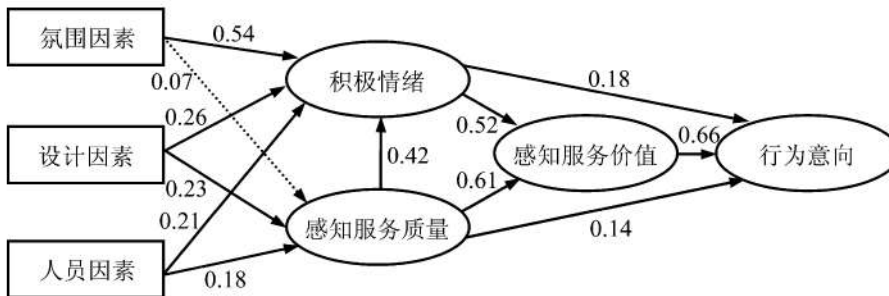 氛围因素
0.54
积极情绪
0.07
0.18
0.26
0.52
设计因素
0.42
感知服务价值
0.66
行为意向
0.23
0.61
0.21
感知服务质量
0.14
人员因素
0.18